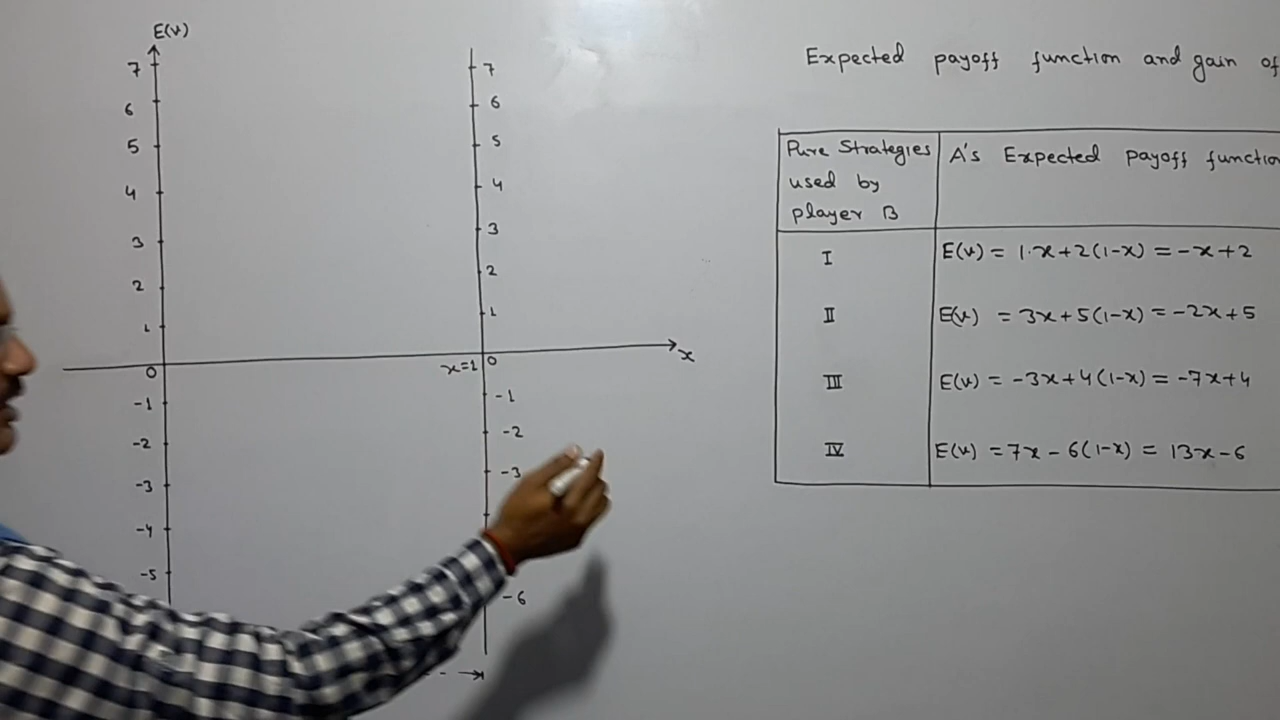 E(v)
7
6
5
4
3
2
1
0
-1
-2
-3
-4
-5
7
6
5
4
3
2
1
0
x=1
x
-1
-2
-3
-6
Expected payoff function and gain of
Pure Strategies used by player B
A's Expected payoff function
I
E(v) = 1·x+2(1-x) = -x+2
II
E(v) = 3x+5(1-x) = -2x+5
III
E(v) = -3x+4(1-x) = -7x+4
IV
E(v) = 7x-6(1-x) = 13x-6